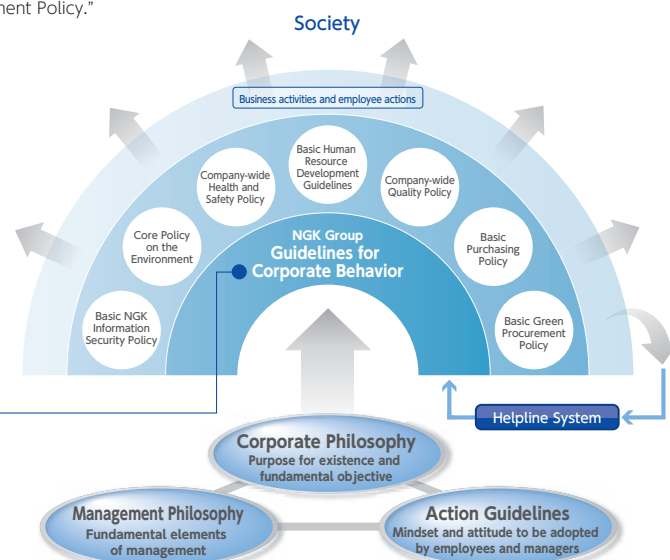 ment Policy.”
Society
Business activities and employee actions
Basic Human
Resource
Development
Guidelines
Company-wide
Health and
Safety Policy
Company-wide
Quality Policy
Core Policy
on the
Environment
Basic
Purchasing
Policy
Basic NGK
Information
Security Policy
Basic Green
Procurement
Policy
NGK Group
Guidelines for
Corporate Behavior
Helpline System
Corporate Philosophy
Purpose for existence and
fundamental objective
Management Philosophy
Fundamental elements
of management
Action Guidelines
Mindset and attitude to be adopted
by employees and managers